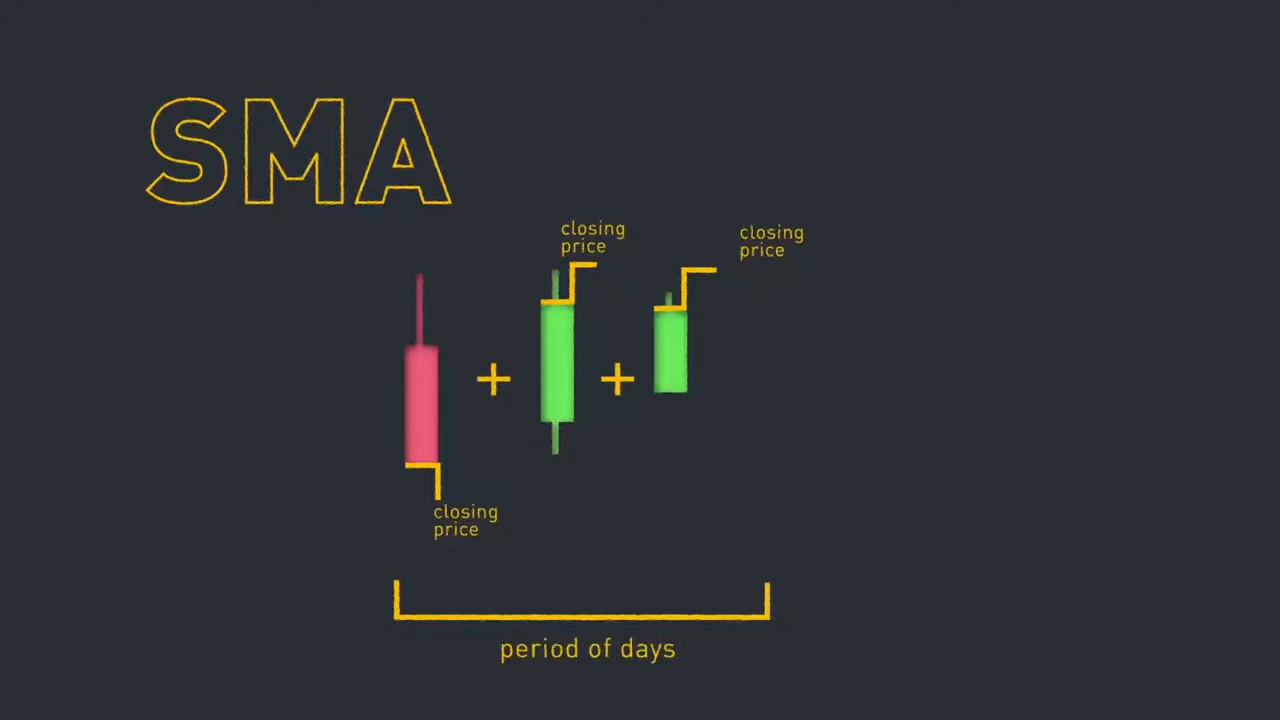 SMA
closing
price
closing
price
+
+
closing
price
period of days